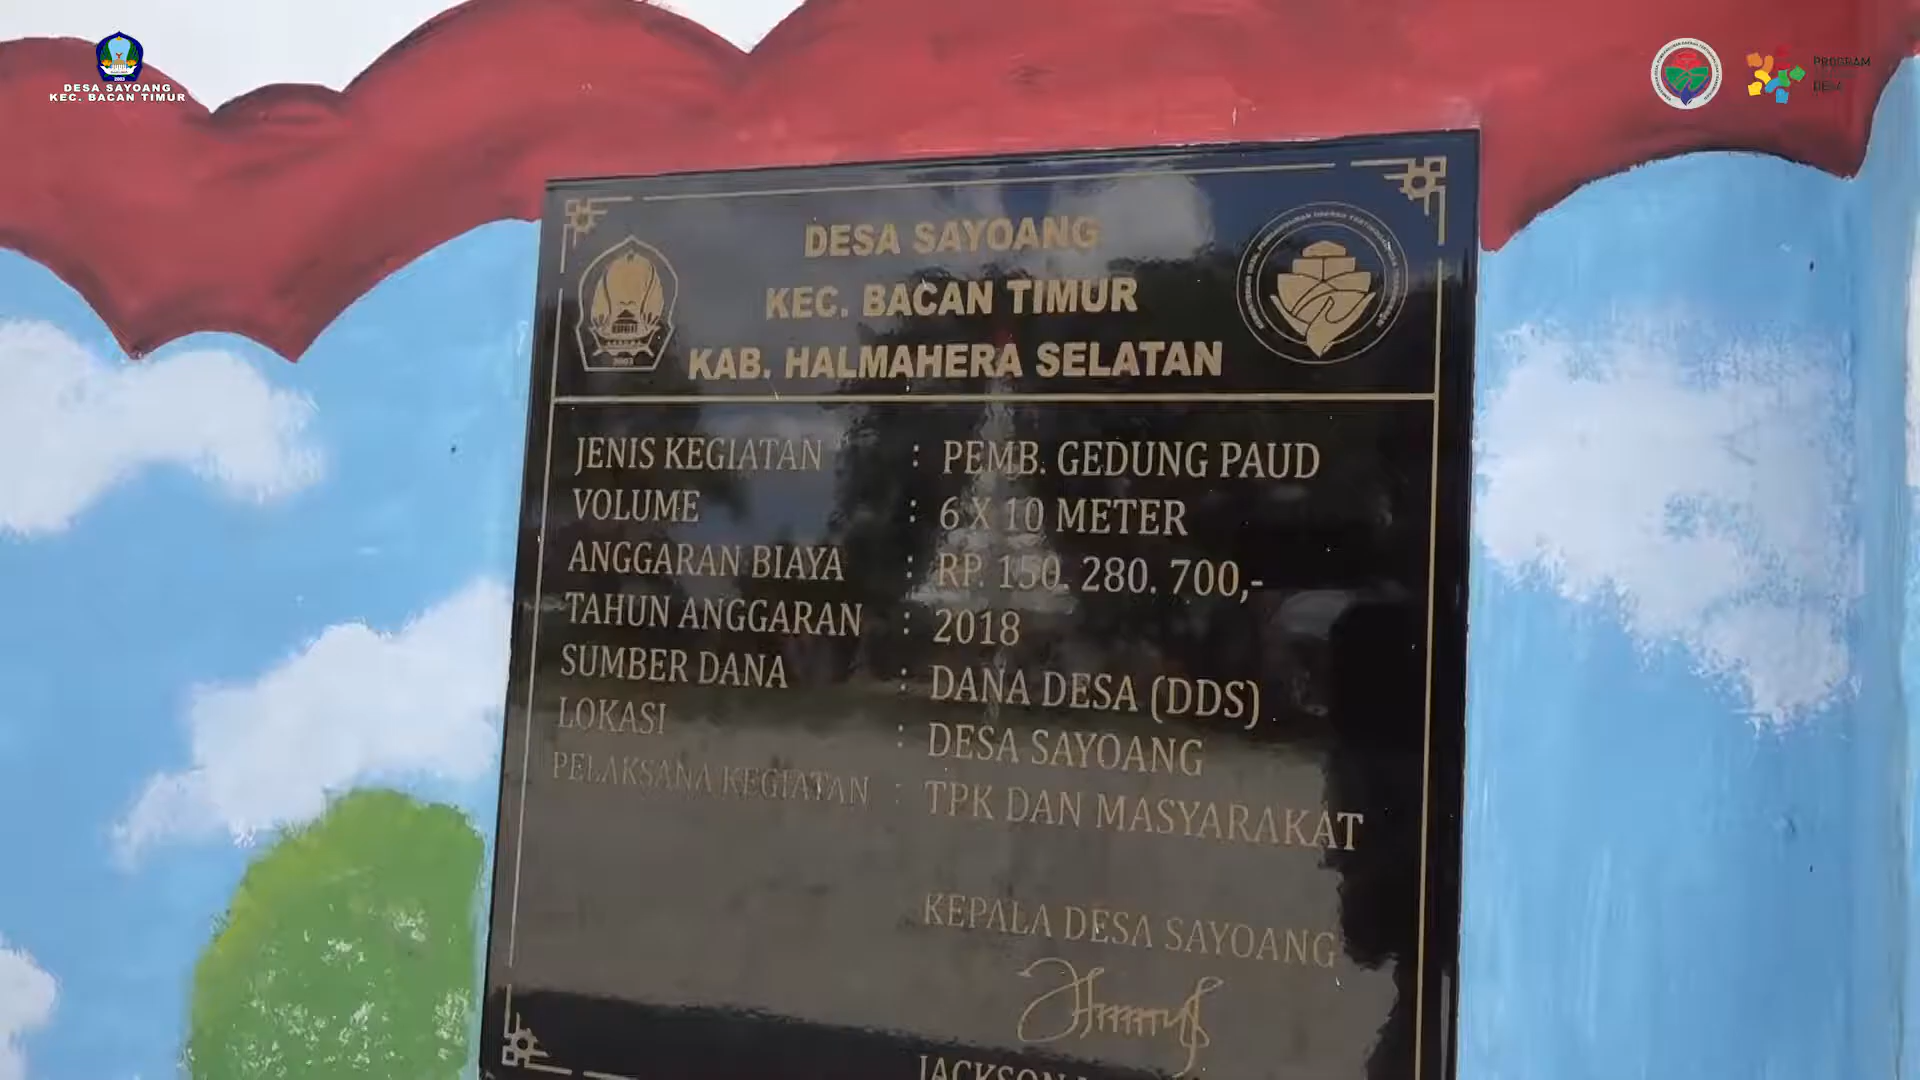 DESA SAYOANG
KEC. BACAN TIMUR
PROGRAM
DESA
DESA SAYOANG
KEC. BACAN TIMUR
KAB. HALMAHERA SELATAN
2003
JENIS KEGIATAN : PEMB. GEDUNG PAUD
VOLUME : 6 X 10 METER
ANGGARAN BIAYA : RP. 150. 280. 700,-
TAHUN ANGGARAN : 2018
SUMBER DANA : DANA DESA (DDS)
LOKASI : DESA SAYOANG
PELAKSANA KEGIATAN : TPK DAN MASYARAKAT
KEPALA DESA SAYOANG
JACKSON